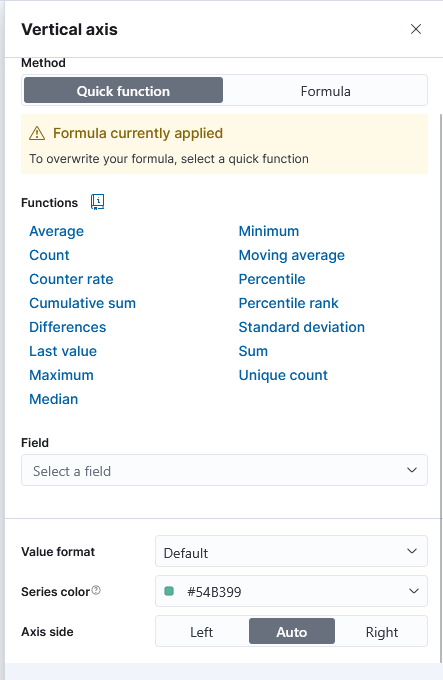 Vertical axis
Method
Quick function Formula
Formula currently applied
To overwrite your formula, select a quick function
Functions
Average Minimum
Count Moving average
Counter rate Percentile
Cumulative sum Percentile rank
Differences Standard deviation
Last value Sum
Maximum Unique count
Median
Field
Select a field
Value format Default
Series color #54B399
Axis side Left Auto Right